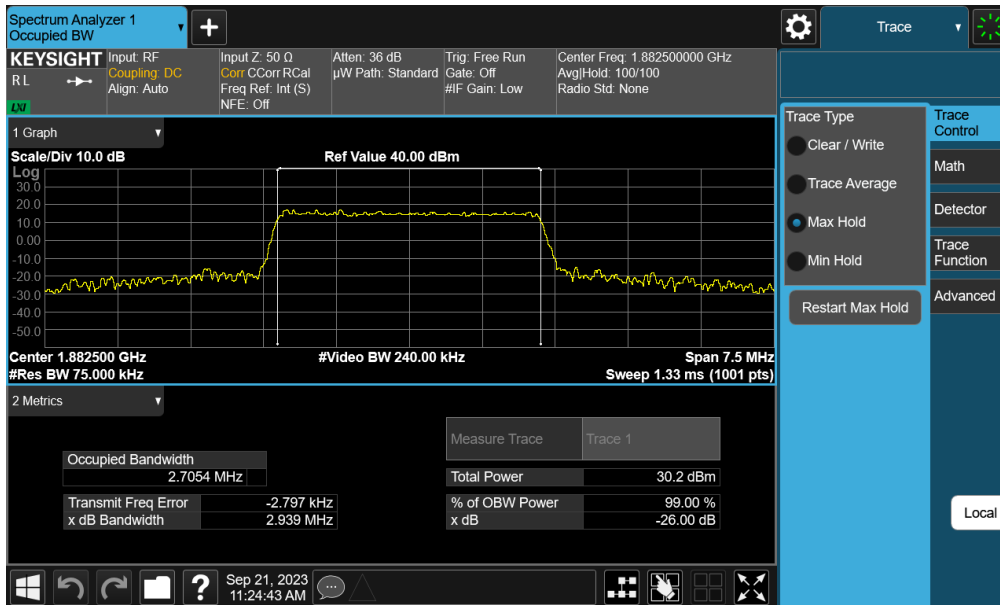 Spectrum Analyzer 1
Occupied BW
Trace
KEYSIGHT
R L
LXI
Input: RF
Coupling: DC
Align: Auto
Input Z: 50 Ω
Corr CCorr RCal
Freq Ref: Int (S)
NFE: Off
Atten: 36 dB
µW Path: Standard
Trig: Free Run
Gate: Off
#IF Gain: Low
Center Freq: 1.882500000 GHz
Avg|Hold: 100/100
Radio Std: None
1 Graph
Scale/Div 10.0 dB
Ref Value 40.00 dBm
Log
30.0
20.0
10.0
0.00
-10.0
-20.0
-30.0
-40.0
-50.0
Center 1.882500 GHz
#Video BW 240.00 kHz
Span 7.5 MHz
#Res BW 75.000 kHz
Sweep 1.33 ms (1001 pts)
2 Metrics
Measure Trace
Trace 1
Occupied Bandwidth
2.7054 MHz
Total Power
30.2 dBm
Transmit Freq Error
-2.797 kHz
% of OBW Power
99.00 %
x dB Bandwidth
2.939 MHz
x dB
-26.00 dB
Trace Type
Clear / Write
Trace Average
Max Hold
Min Hold
Restart Max Hold
Trace
Control
Math
Detector
Trace
Function
Advanced
Local
?
Sep 21, 2023
11:24:43 AM